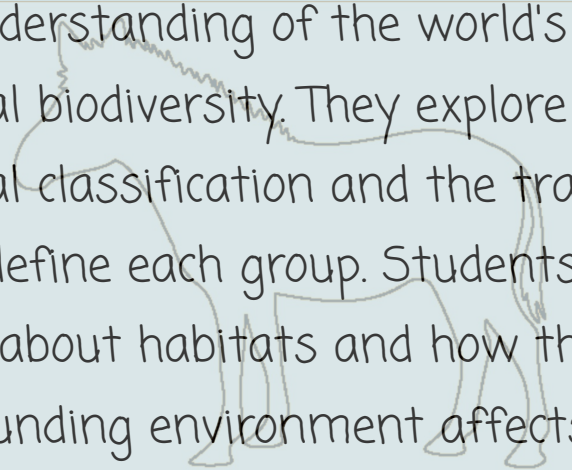 derstanding of the world's
al biodiversity. They explore
al classification and the tra
define each group. Students
about habitats and how th
unding environment affects